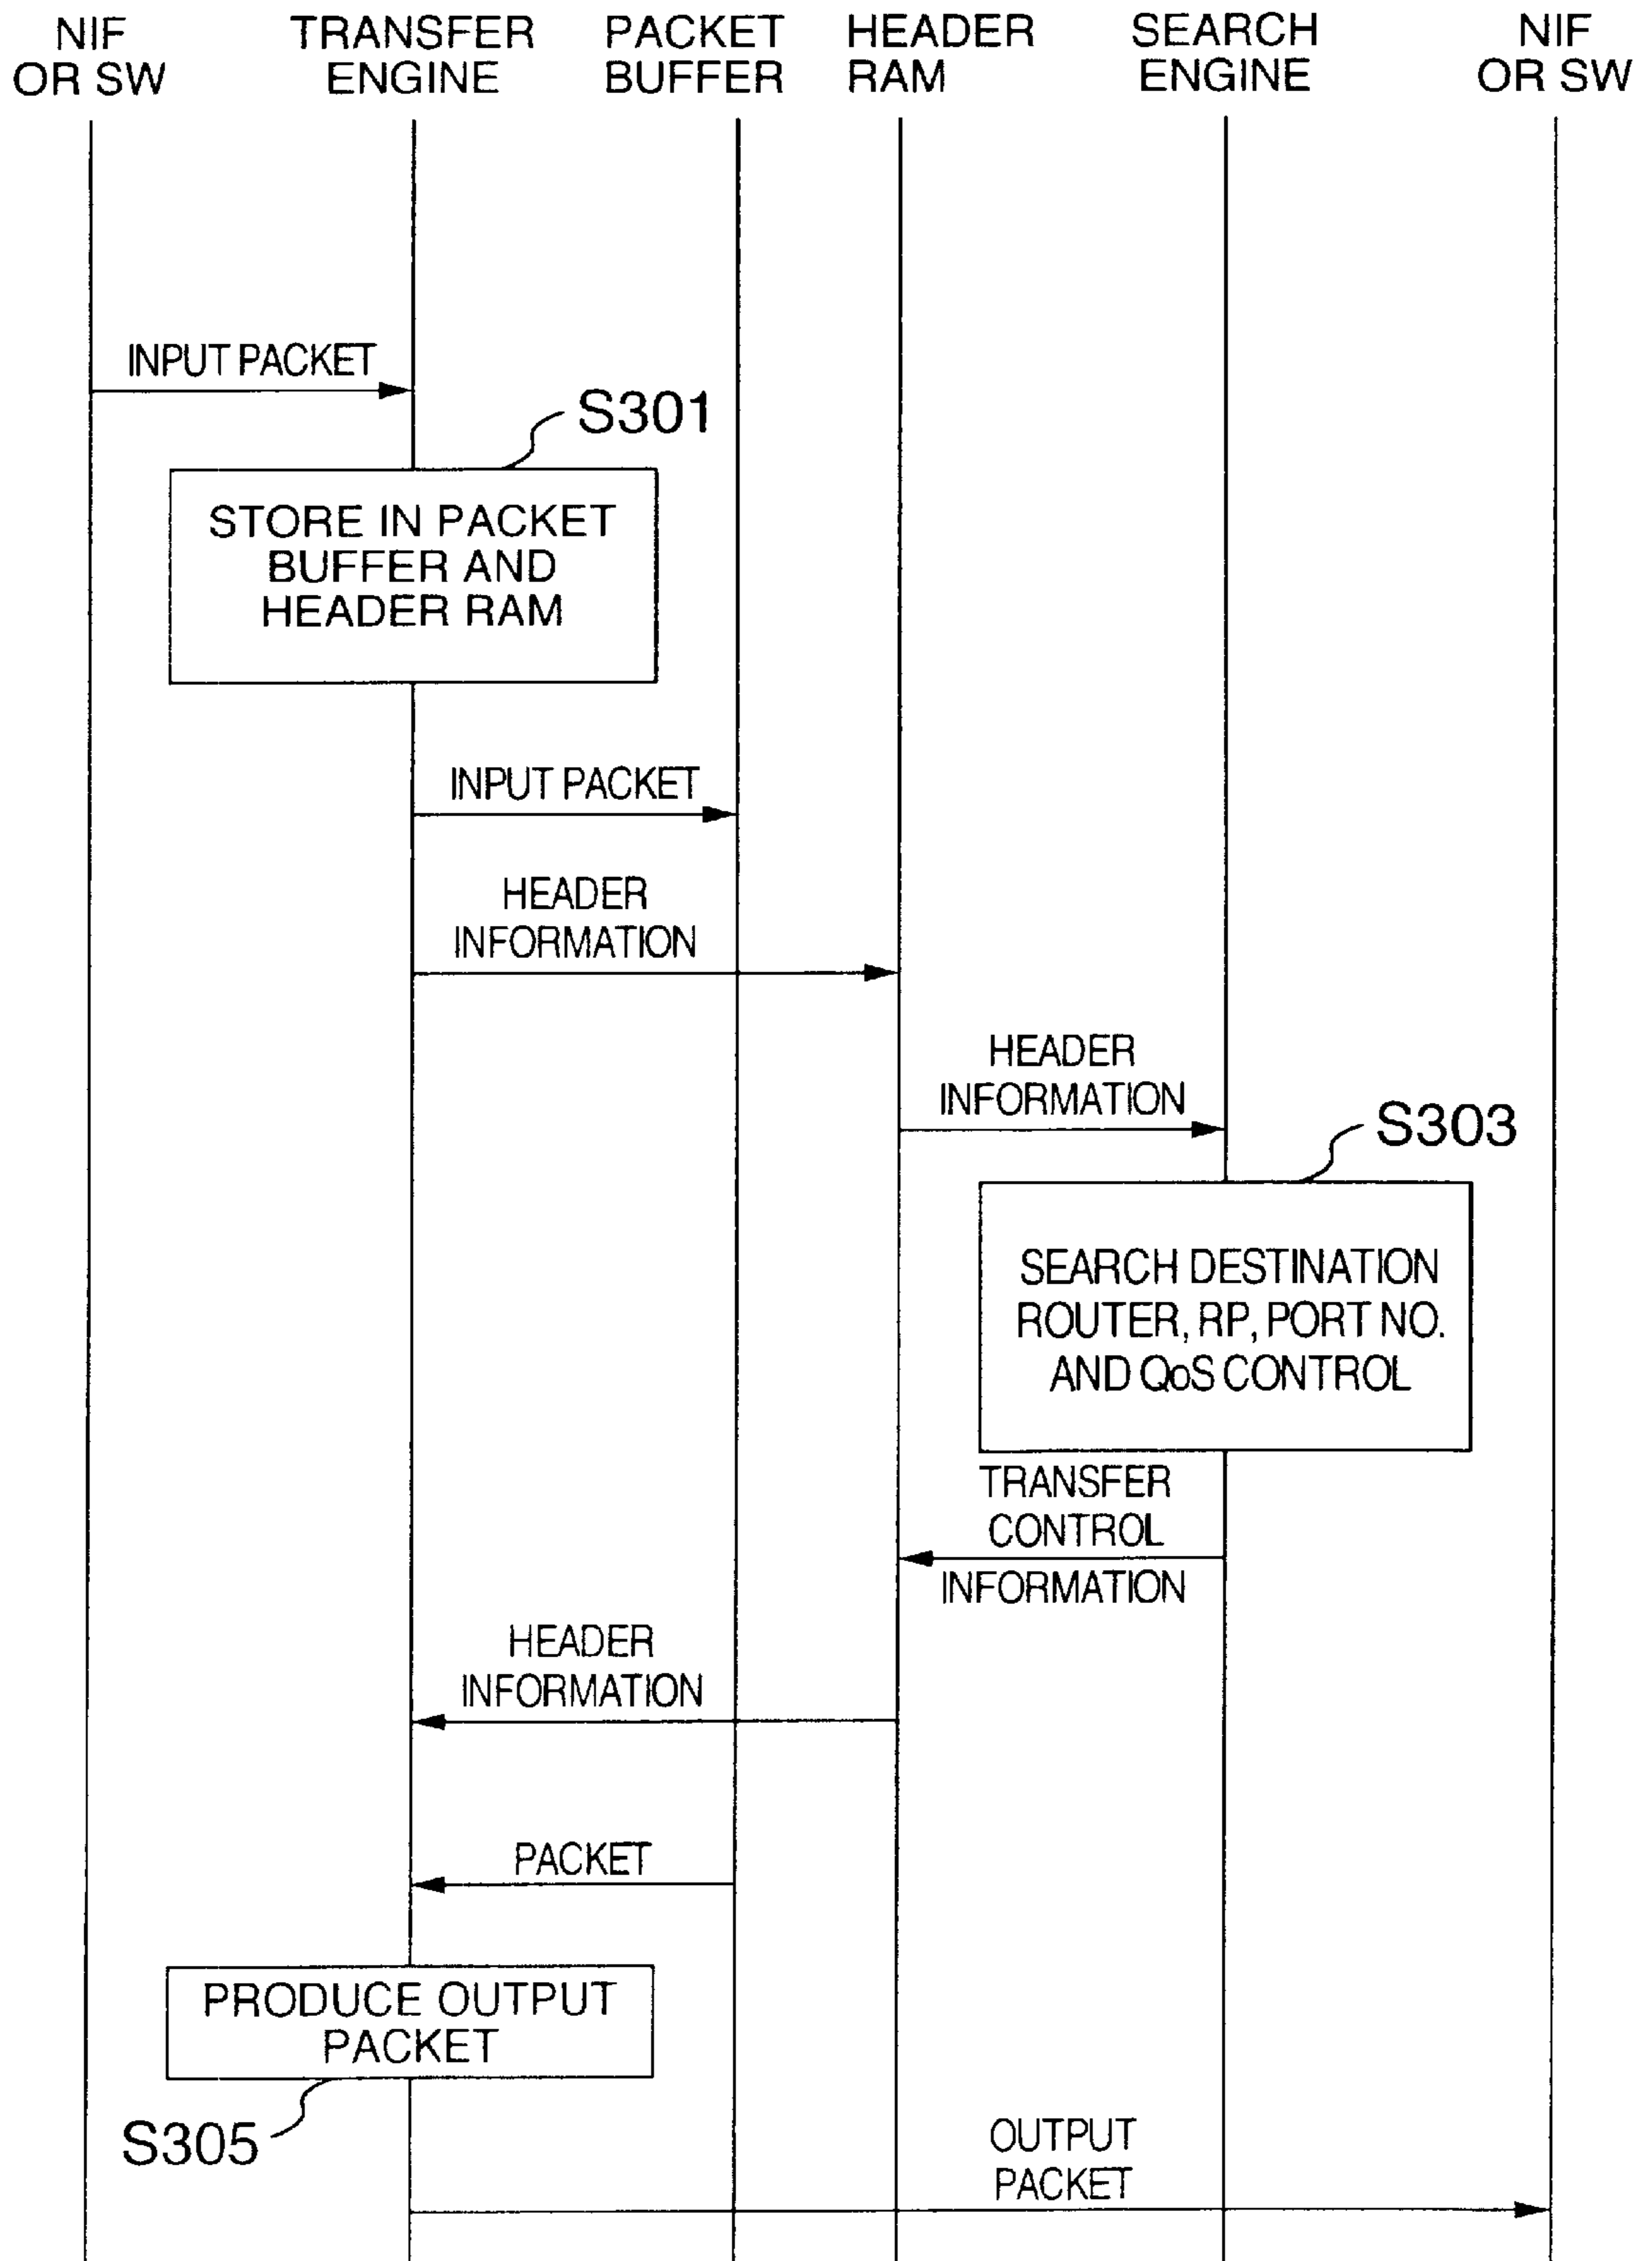 NIF
OR SW
TRANSFER
ENGINE
PACKET
BUFFER
HEADER
RAM
SEARCH
ENGINE
NIF
OR SW
INPUT PACKET
S301
STORE IN PACKET
BUFFER AND
HEADER RAM
INPUT PACKET
HEADER
INFORMATION
HEADER
INFORMATION
S303
SEARCH DESTINATION
ROUTER, RP, PORT NO.
AND QoS CONTROL
TRANSFER
CONTROL
INFORMATION
HEADER
INFORMATION
PACKET
PRODUCE OUTPUT
PACKET
S305
OUTPUT
PACKET